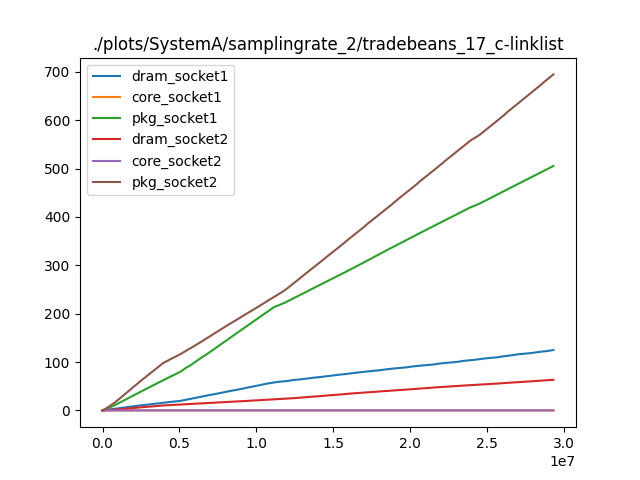 ./plots/SystemA/samplingrate_2/tradebeans_17_c-linklist
dram_socket1
core_socket1
pkg_socket1
dram_socket2
core_socket2
pkg_socket2
700
600
500
400
300
200
100
0
0.0 0.5 1.0 1.5 2.0 2.5 3.0
1e7